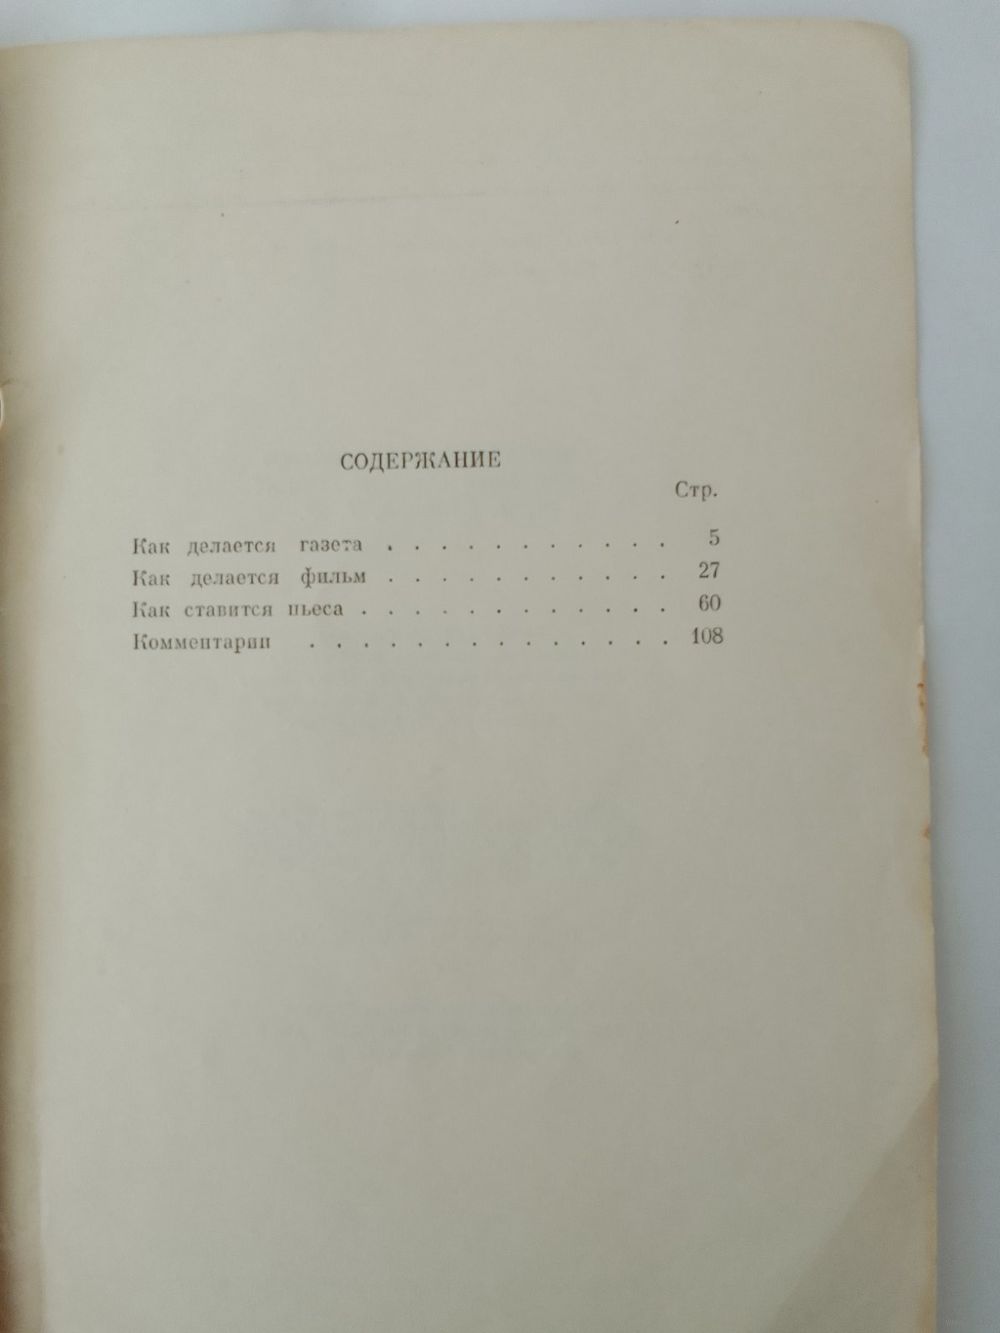 СОДЕРЖАНИЕ
Стр.
Как делается газета . . . . . . . . . . . 5
Как делается фильм . . . . . . . . . . . 27
Как ставится пьеса . . . . . . . . . . . . 60
Комментарии . . . . . . . . . . . . . . 108